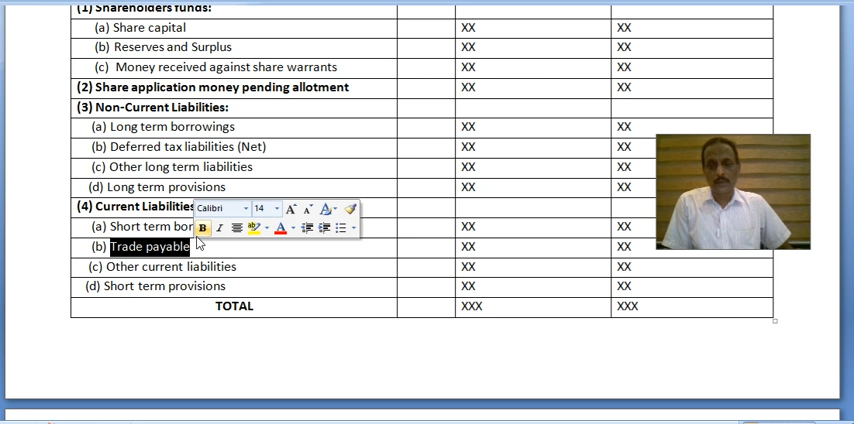 (1) Shareholders funds:
(a) Share capital XX XX
(b) Reserves and Surplus XX XX
(c) Money received against share warrants XX XX
(2) Share application money pending allotment XX XX
(3) Non-Current Liabilities:
(a) Long term borrowings XX XX
(b) Deferred tax liabilities (Net) XX XX
(c) Other long term liabilities XX XX
(d) Long term provisions XX XX
(4) Current Liabilities
Calibri 14 A A A
(a) Short term bor XX XX
B I ab A
(b) Trade payable XX XX
(c) Other current liabilities XX XX
(d) Short term provisions XX XX
TOTAL XXX XXX